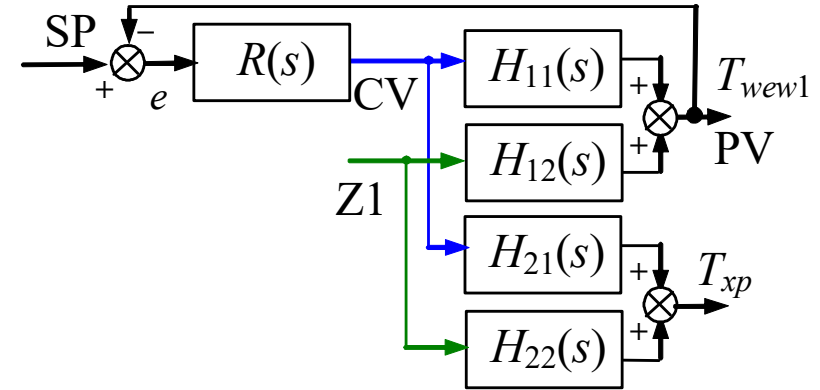 SP
−
+
e
R(s)
CV
H11(s)
+
Twew1
PV
+
H12(s)
Z1
H21(s)
+
Txp
+
H22(s)